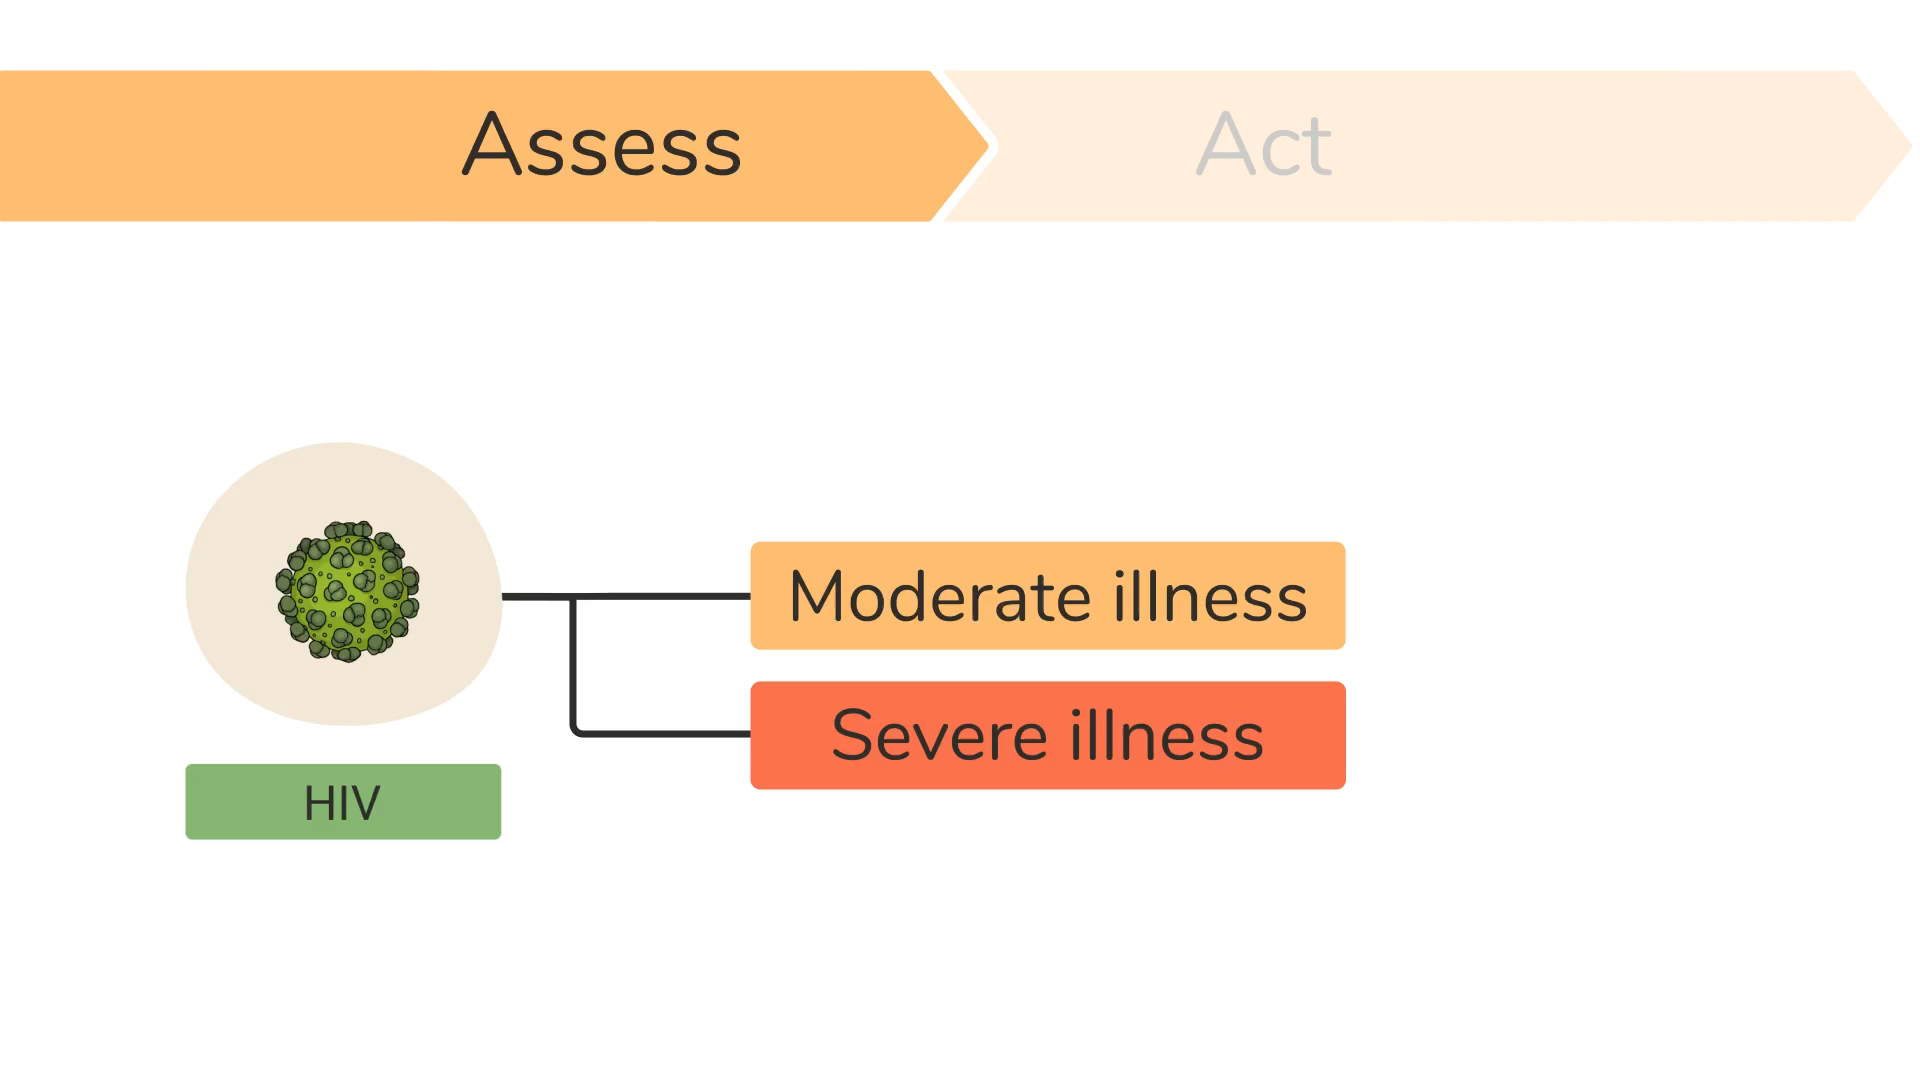 Assess
Act
Moderate illness
Severe illness
HIV